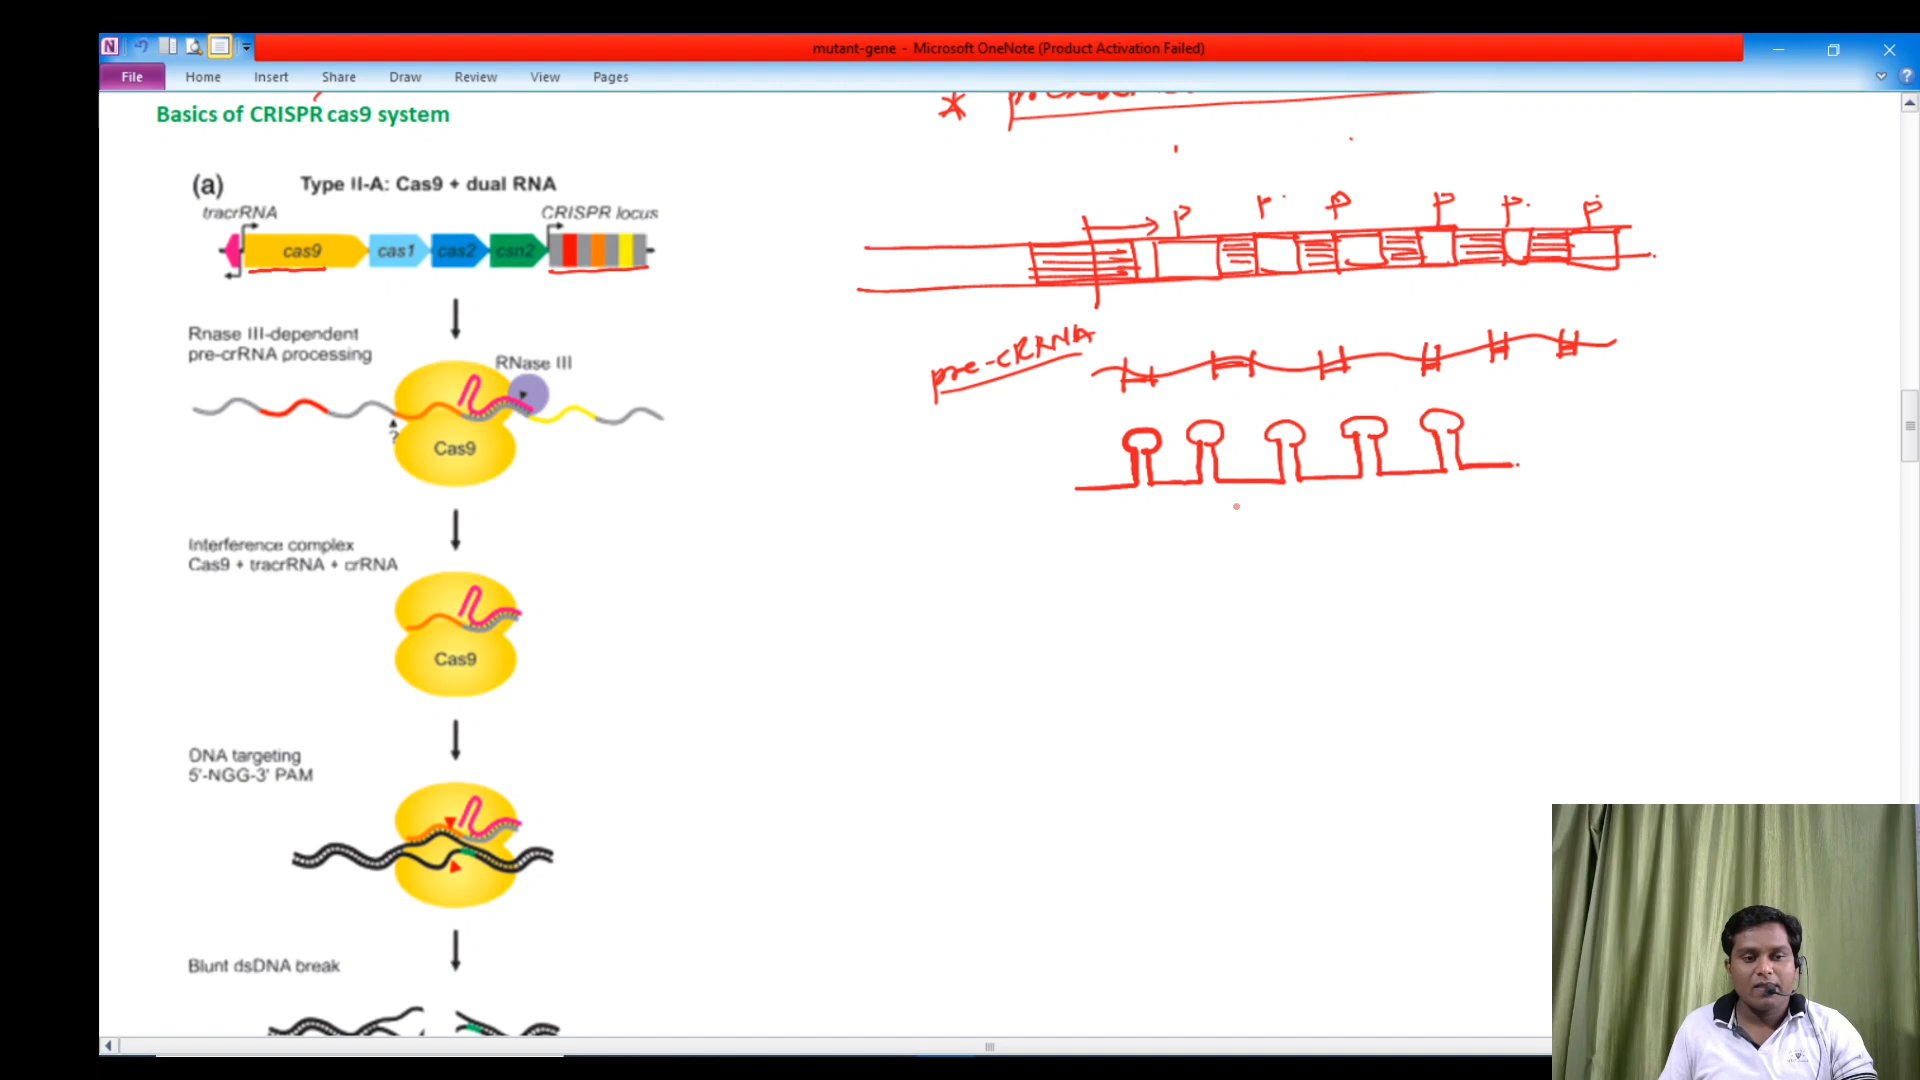 mutant-gene - Microsoft OneNote (Product Activation Failed)
File Home Insert Share Draw Review View Pages
Basics of CRISPR cas9 system
(a) Type II-A: Cas9 + dual RNA
tracrRNA
CRISPR locus
cas9 cas1 cas2 csn2
Rnase III-dependent
pre-crRNA processing
RNase III
?
Cas9
Interference complex
Cas9 + tracrRNA + crRNA
Cas9
DNA targeting
5'-NGG-3' PAM
Blunt dsDNA break
*
P P P P P P
pre-CRRNA